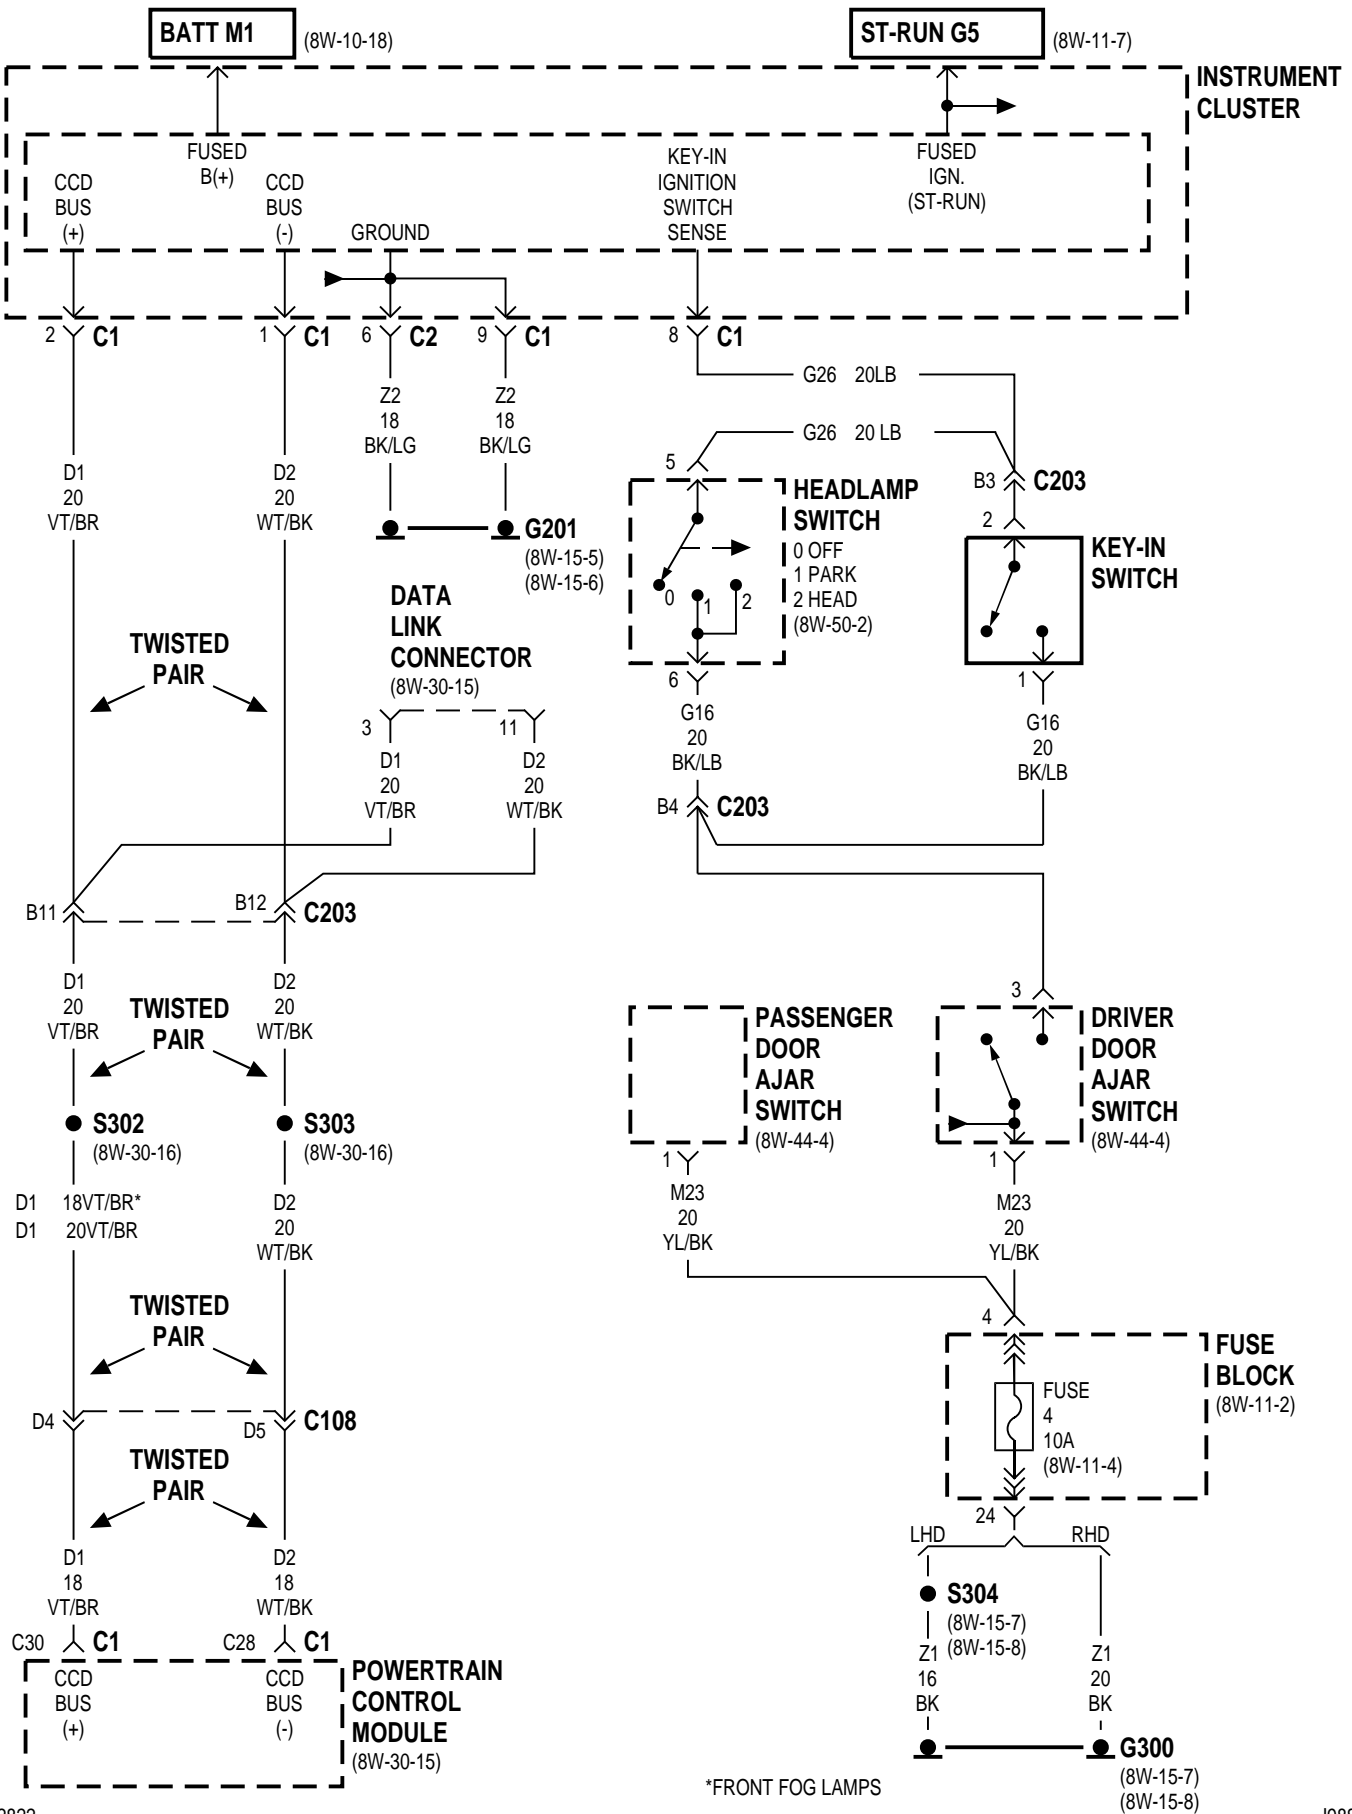 BATT M1 (8W-10-18)
ST-RUN G5 (8W-11-7)
INSTRUMENT
CLUSTER
CCD
BUS
(+)
FUSED
B(+)
CCD
BUS
(-)
GROUND
KEY-IN
IGNITION
SWITCH
SENSE
FUSED
IGN.
(ST-RUN)
2 C1
1 C1
6 C2
9 C1
8 C1
G26 20LB
G26 20 LB
Z2
18
BK/LG
Z2
18
BK/LG
D1
20
VT/BR
D2
20
WT/BK
G201
(8W-15-5)
(8W-15-6)
5
HEADLAMP
SWITCH
0 OFF
1 PARK
2 HEAD
(8W-50-2)
0
1
2
B3 C203
2
KEY-IN
SWITCH
TWISTED
PAIR
DATA
LINK
CONNECTOR
(8W-30-15)
3
11
D1
20
VT/BR
D2
20
WT/BK
6
G16
20
BK/LB
1
G16
20
BK/LB
B4 C203
B11
B12 C203
D1
20
VT/BR
D2
20
WT/BK
TWISTED
PAIR
S302
(8W-30-16)
S303
(8W-30-16)
PASSENGER
DOOR
AJAR
SWITCH
(8W-44-4)
3
DRIVER
DOOR
AJAR
SWITCH
(8W-44-4)
1
M23
20
YL/BK
1
M23
20
YL/BK
D1 18VT/BR*
D1 20VT/BR
D2
20
WT/BK
TWISTED
PAIR
4
FUSE
BLOCK
(8W-11-2)
FUSE
4
10A
(8W-11-4)
D4
D5 C108
TWISTED
PAIR
24
LHD
RHD
D1
18
VT/BR
D2
18
WT/BK
S304
(8W-15-7)
(8W-15-8)
Z1
16
BK
Z1
20
BK
C30 C1
C28 C1
CCD
BUS
(+)
CCD
BUS
(-)
POWERTRAIN
CONTROL
MODULE
(8W-30-15)
G300
(8W-15-7)
(8W-15-8)
*FRONT FOG LAMPS